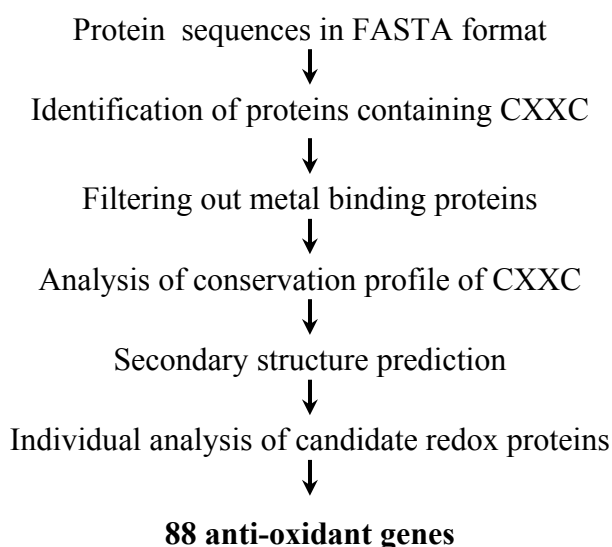 Protein sequences in FASTA format
Identification of proteins containing CXXC
Filtering out metal binding proteins
Analysis of conservation profile of CXXC
Secondary structure prediction
Individual analysis of candidate redox proteins
88 anti-oxidant genes